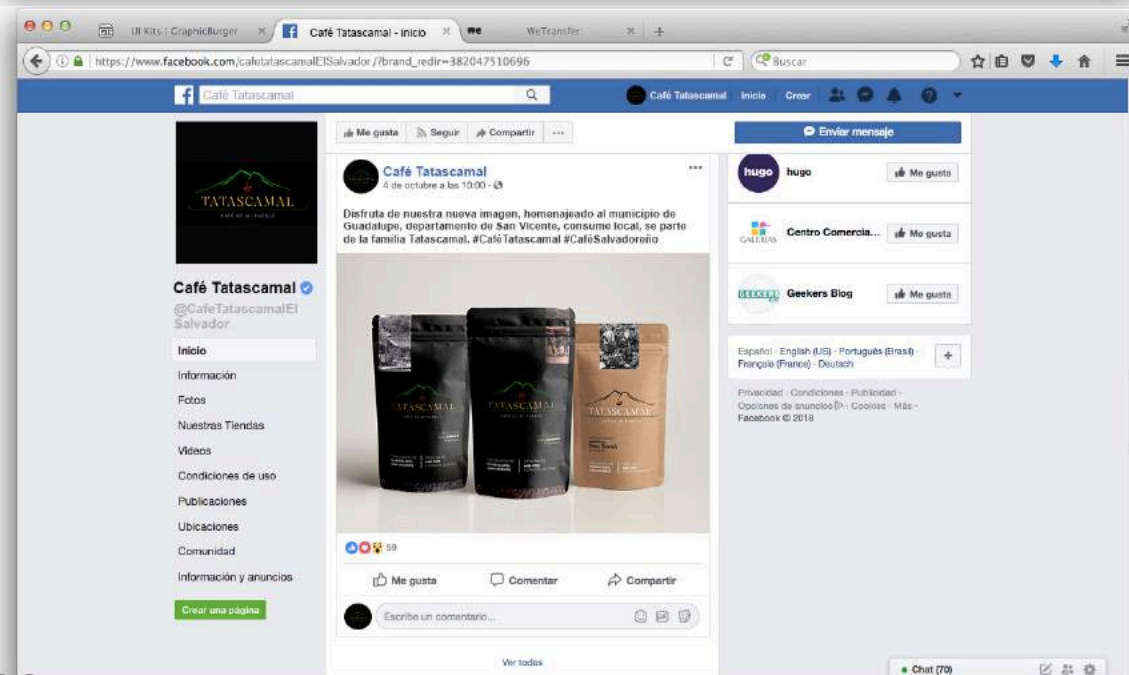 UI Kits | GraphicBurger
Café Tatascamal - Inicio
we
WeTransfer
https://www.facebook.com/cafetatascamalElSalvador/?brand_redir=382047510696
Buscar
Café Tatascamal
Café Tatascamal Inicio Crear
TATASCAMAL
Me gusta Seguir Compartir
Enviar mensaje
Café Tatascamal
4 de octubre a las 10:00
Disfruta de nuestra nueva imagen, homenajeado al municipio de
Guadalupe, departamento de San Vicente, consume local, se parte
de la familia Tatascamal. #CaféTatascamal #CaféSalvadoreño
hugo hugo Me gusta
GALERIAS Centro Comercia... Me gusta
GEEKERS Geekers Blog Me gusta
Café Tatascamal
@CafeTatascamalEl
Salvador
Inicio
Información
Fotos
Nuestras Tiendas
Videos
Condiciones de uso
Publicaciones
Ubicaciones
Comunidad
Información y anuncios
Crear una página
TATASCAMAL TATASCAMAL TATASCAMAL
59
Me gusta Comentar Compartir
Escribe un comentario...
GIF
Ver todas
Español · English (US) · Português (Brasil) ·
Français (France) · Deutsch
Privacidad · Condiciones · Publicidad ·
Opciones de anuncios · Cookies · Más ·
Facebook © 2018
Chat (70)